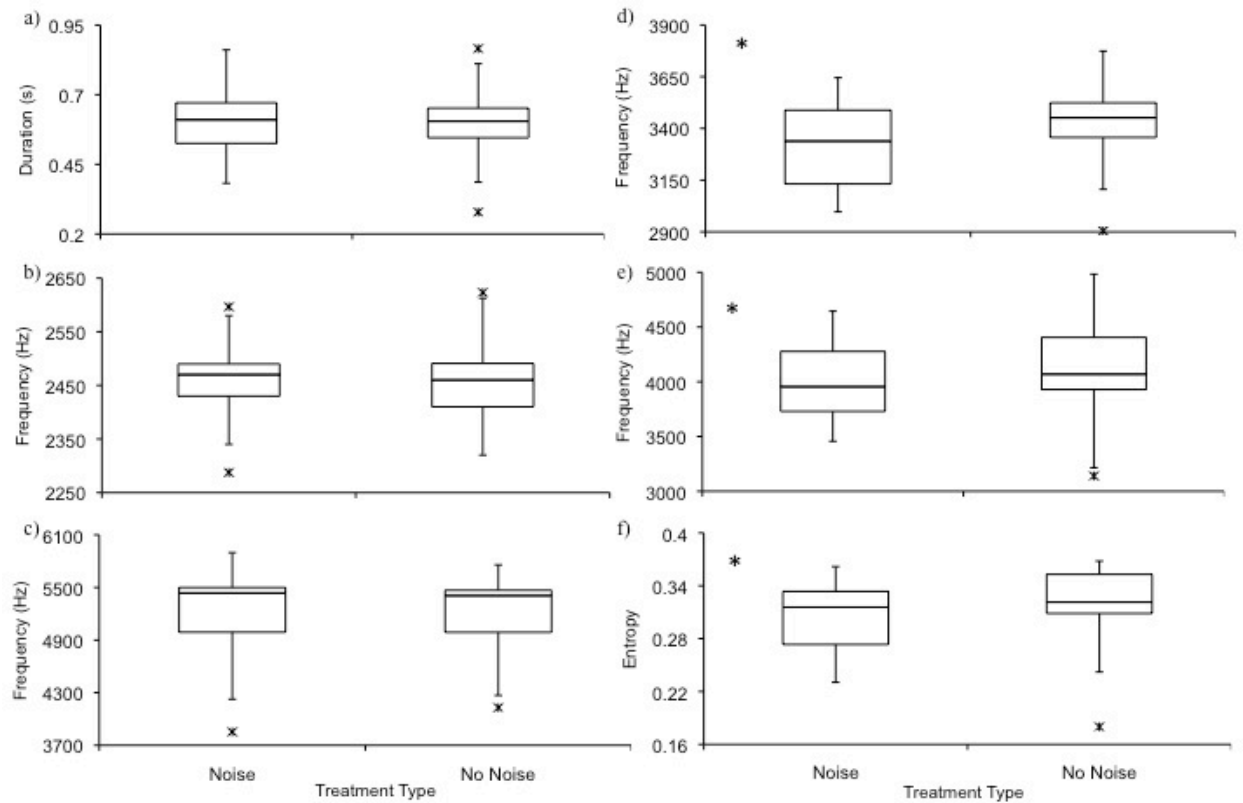 a)
0.95
0.7
0.45
0.2
Duration (s)
b)
2650
2550
2450
2350
2250
Frequency (Hz)
c)
6100
5500
4900
4300
3700
Frequency (Hz)
Noise
No Noise
Treatment Type
d)
3900
3650
3400
3150
2900
Frequency (Hz)
*
e)
5000
4500
4000
3500
3000
Frequency (Hz)
*
f)
0.4
0.34
0.28
0.22
0.16
Entropy
*
Noise
No Noise
Treatment Type